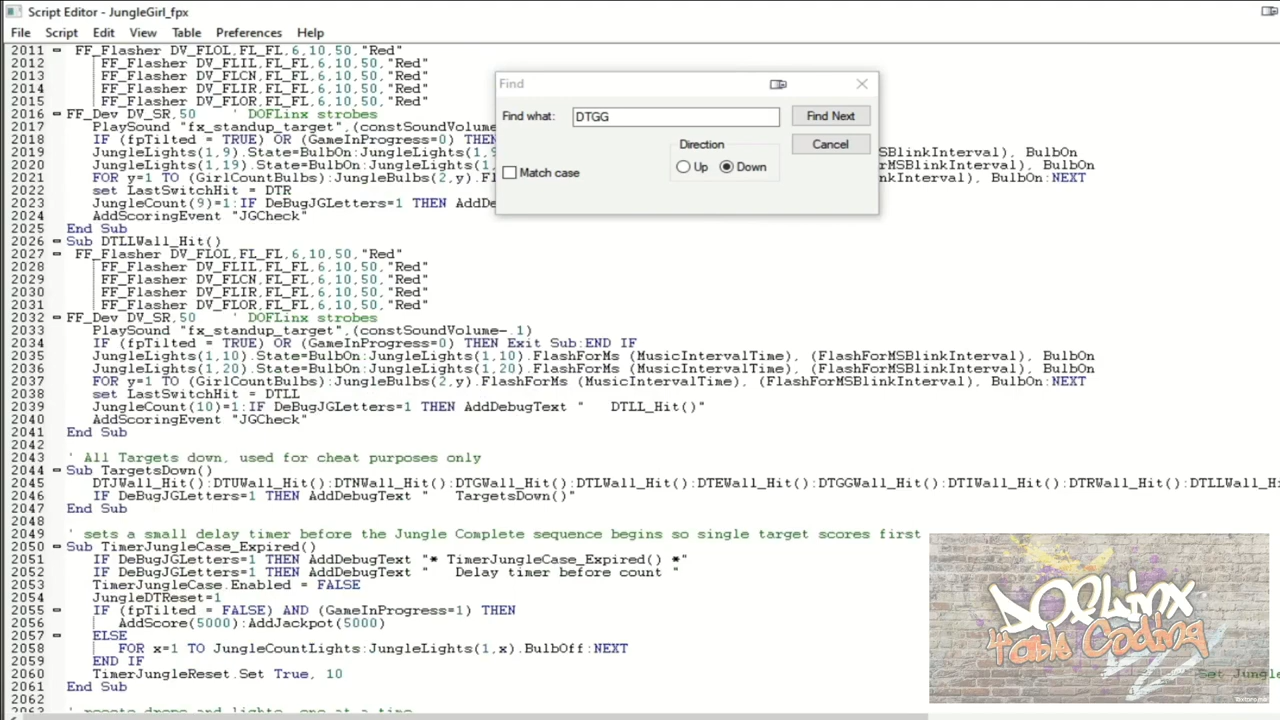 Script Editor - JungleGirl_fpx
File Script Edit View Table Preferences Help
2011 FF_Flasher DV_FLOL,FL_FL,6,10,50,"Red"
2012 FF_Flasher DV_FLIL,FL_FL,6,10,50,"Red"
2013 FF_Flasher DV_FLCN,FL_FL,6,10,50,"Red"
2014 FF_Flasher DV_FLIR,FL_FL,6,10,50,"Red"
2015 FF_Flasher DV_FLOR,FL_FL,6,10,50,"Red"
2016 FF_Dev DV_SR,50 ' DOFLinx strobes
2017 PlaySound "fx_standup_target",(constSoundVolume-
2018 IF (fpTilted = TRUE) OR (GameInProgress=0) THEN
2019 JungleLights(1,9).State=BulbOn:JungleLights(1,9 SBlinkInterval), BulbOn
2020 JungleLights(1,19).State=BulbOn:JungleLights(1, MSBlinkInterval), BulbOn
2021 FOR y=1 TO (GirlCountBulbs):JungleBulbs(2,y).Fl nkInterval), BulbOn:NEXT
2022 set LastSwitchHit = DTR
2023 JungleCount(9)=1:IF DeBugJGLetters=1 THEN AddDe
2024 AddScoringEvent "JGCheck"
2025 End Sub
2026 Sub DTLLWall_Hit()
2027 FF_Flasher DV_FLOL,FL_FL,6,10,50,"Red"
2028 FF_Flasher DV_FLIL,FL_FL,6,10,50,"Red"
2029 FF_Flasher DV_FLCN,FL_FL,6,10,50,"Red"
2030 FF_Flasher DV_FLIR,FL_FL,6,10,50,"Red"
2031 FF_Flasher DV_FLOR,FL_FL,6,10,50,"Red"
2032 FF_Dev DV_SR,50 ' DOFLinx strobes
2033 PlaySound "fx_standup_target",(constSoundVolume-.1)
2034 IF (fpTilted = TRUE) OR (GameInProgress=0) THEN Exit Sub:END IF
2035 JungleLights(1,10).State=BulbOn:JungleLights(1,10).FlashForMs (MusicIntervalTime), (FlashForMSBlinkInterval), BulbOn
2036 JungleLights(1,20).State=BulbOn:JungleLights(1,20).FlashForMs (MusicIntervalTime), (FlashForMSBlinkInterval), BulbOn
2037 FOR y=1 TO (GirlCountBulbs):JungleBulbs(2,y).FlashForMs (MusicIntervalTime), (FlashForMSBlinkInterval), BulbOn:NEXT
2038 set LastSwitchHit = DTLL
2039 JungleCount(10)=1:IF DeBugJGLetters=1 THEN AddDebugText " DTLL_Hit()"
2040 AddScoringEvent "JGCheck"
2041 End Sub
2042
2043 ' All Targets down, used for cheat purposes only
2044 Sub TargetsDown()
2045 DTJWall_Hit():DTUWall_Hit():DTNWall_Hit():DTGWall_Hit():DTLWall_Hit():DTEWall_Hit():DTGGWall_Hit():DTIWall_Hit():DTRWall_Hit():DTLLWall_Hi
2046 IF DeBugJGLetters=1 THEN AddDebugText " TargetsDown()"
2047 End Sub
2048
2049 ' sets a small delay timer before the Jungle Complete sequence begins so single target scores first
2050 Sub TimerJungleCase_Expired()
2051 IF DeBugJGLetters=1 THEN AddDebugText "* TimerJungleCase_Expired() *"
2052 IF DeBugJGLetters=1 THEN AddDebugText " Delay timer before count "
2053 TimerJungleCase.Enabled = FALSE
2054 JungleDTReset=1
2055 IF (fpTilted = FALSE) AND (GameInProgress=1) THEN
2056 AddScore(5000):AddJackpot(5000)
2057 ELSE
2058 FOR x=1 TO JungleCountLights:JungleLights(1,x).BulbOff:NEXT
2059 END IF
2060 TimerJungleReset.Set True, 10
2061 End Sub
2062
2063 ' resets drops and lights, one at a time
Find
Find what: DTGG
Find Next
Direction
Cancel
Up Down
Match case
DOFLinx
Table Coding
Set Jungle